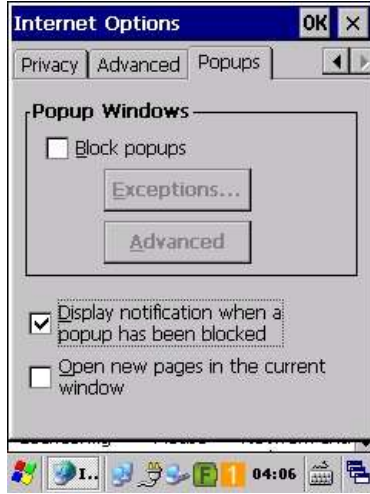 Internet Options OK ×
Privacy Advanced Popups
Popup Windows
Block popups
Exceptions...
Advanced
Display notification when a
popup has been blocked
Open new pages in the current
window
I.. F 1 04:06